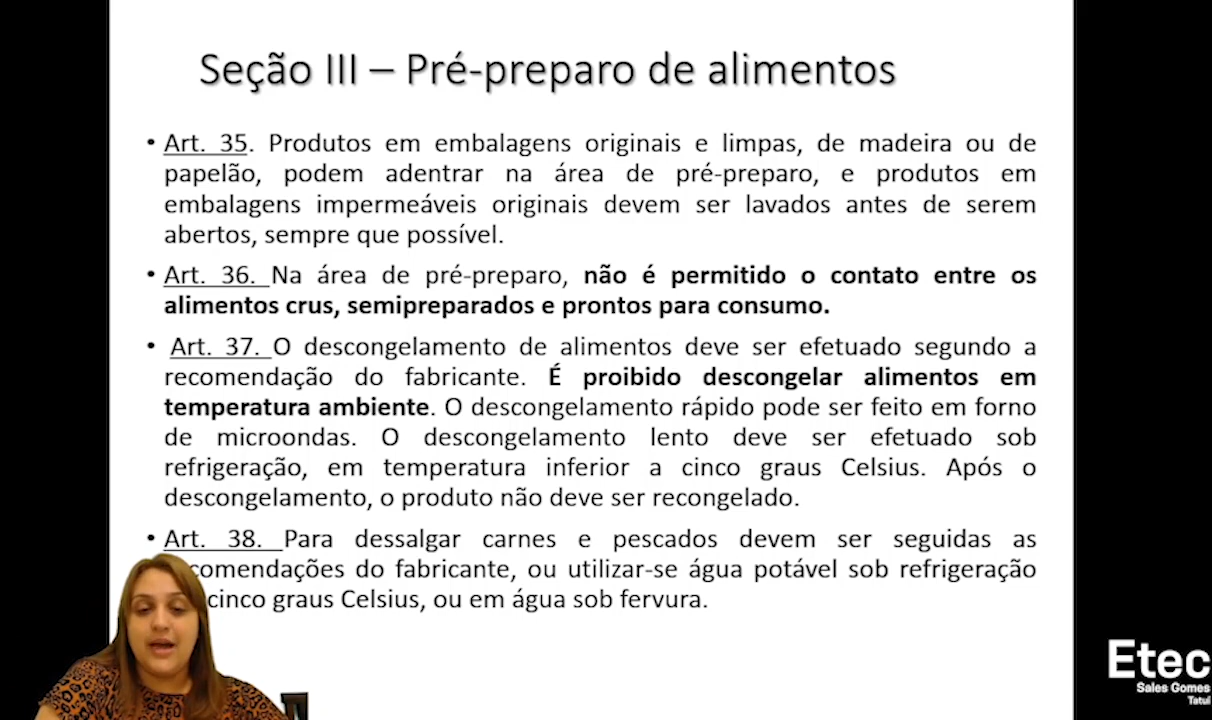 Seção III – Pré-preparo de alimentos
• Art. 35. Produtos em embalagens originais e limpas, de madeira ou de
papelão, podem adentrar na área de pré-preparo, e produtos em
embalagens impermeáveis originais devem ser lavados antes de serem
abertos, sempre que possível.
• Art. 36. Na área de pré-preparo, não é permitido o contato entre os
alimentos crus, semipreparados e prontos para consumo.
• Art. 37. O descongelamento de alimentos deve ser efetuado segundo a
recomendação do fabricante. É proibido descongelar alimentos em
temperatura ambiente. O descongelamento rápido pode ser feito em forno
de microondas. O descongelamento lento deve ser efetuado sob
refrigeração, em temperatura inferior a cinco graus Celsius. Após o
descongelamento, o produto não deve ser recongelado.
• Art. 38. Para dessalgar carnes e pescados devem ser seguidas as
comendações do fabricante, ou utilizar-se água potável sob refrigeração
cinco graus Celsius, ou em água sob fervura.
Etec
Sales Gomes
Tatuí